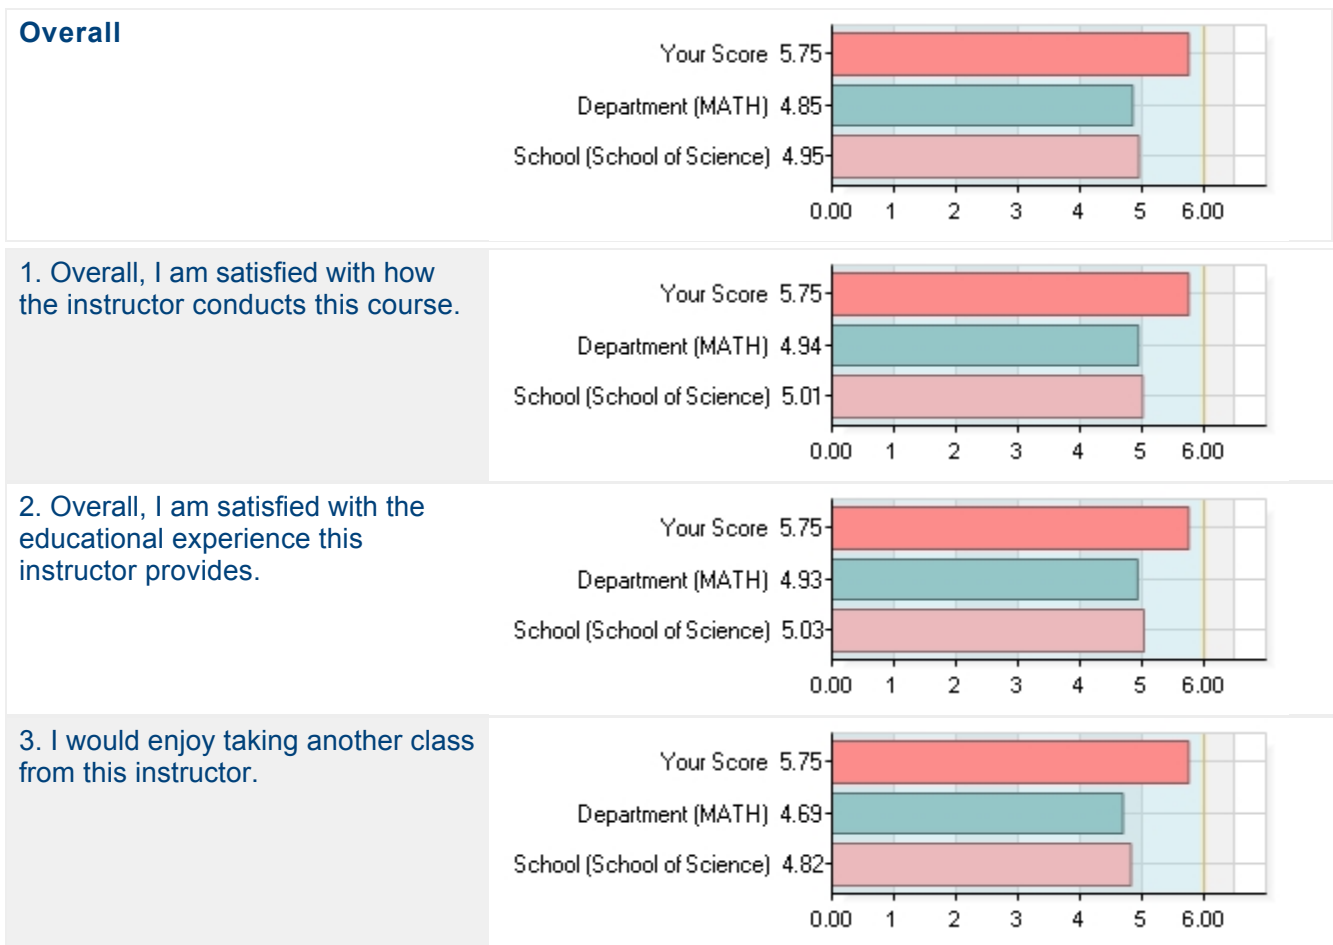 Overall
Your Score 5.75
Department (MATH) 4.85
School (School of Science) 4.95
0.00 1 2 3 4 5 6.00
1. Overall, I am satisfied with how
the instructor conducts this course.
Your Score 5.75
Department (MATH) 4.94
School (School of Science) 5.01
0.00 1 2 3 4 5 6.00
2. Overall, I am satisfied with the
educational experience this
instructor provides.
Your Score 5.75
Department (MATH) 4.93
School (School of Science) 5.03
0.00 1 2 3 4 5 6.00
3. I would enjoy taking another class
from this instructor.
Your Score 5.75
Department (MATH) 4.69
School (School of Science) 4.82
0.00 1 2 3 4 5 6.00